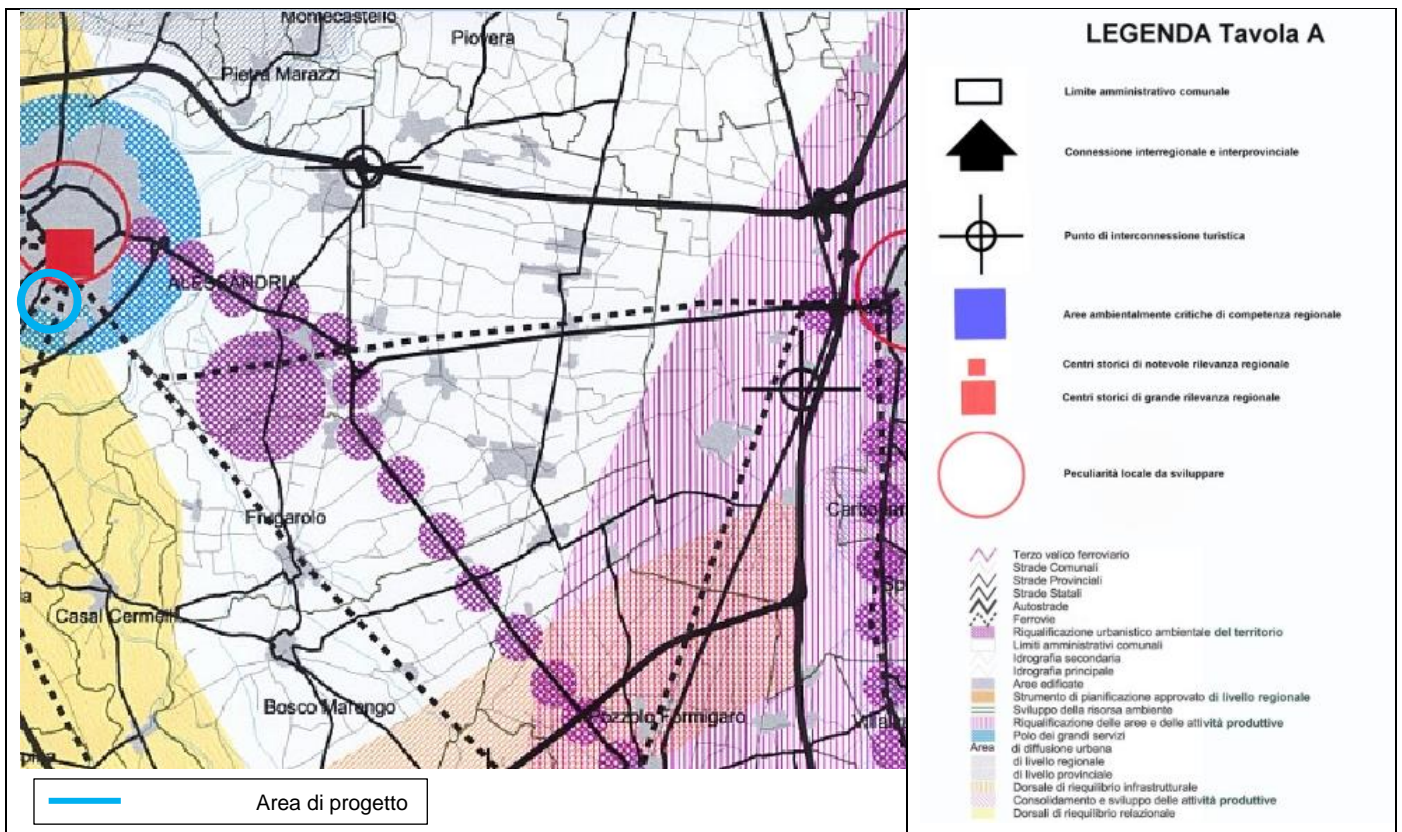 Montecastello
Piovera
Pietra Marazzi
ALESSANDRIA
Frugarolo
Casal Cermelli
Bosco Marengo
Pozzolo Formigaro
Area di progetto
LEGENDA Tavola A
Limite amministrativo comunale
Connessione interregionale e interprovinciale
Punto di interconnessione turistica
Aree ambientalmente critiche di competenza regionale
Centri storici di notevole rilevanza regionale
Centri storici di grande rilevanza regionale
Peculiarità locale da sviluppare
Terzo valico ferroviario
Strade Comunali
Strade Provinciali
Strade Statali
Autostrade
Ferrovie
Riqualificazione urbanistico ambientale del territorio
Limiti amministrativi comunali
Idrografia secondaria
Idrografia principale
Aree edificate
Strumento di pianificazione approvato di livello regionale
Sviluppo della risorsa ambiente
Riqualificazione delle aree e delle attività produttive
Polo dei grandi servizi
Area di diffusione urbana
di livello regionale
di livello provinciale
Dorsale di riequilibrio infrastrutturale
Consolidamento e sviluppo delle attività produttive
Dorsali di riequilibrio relazionale